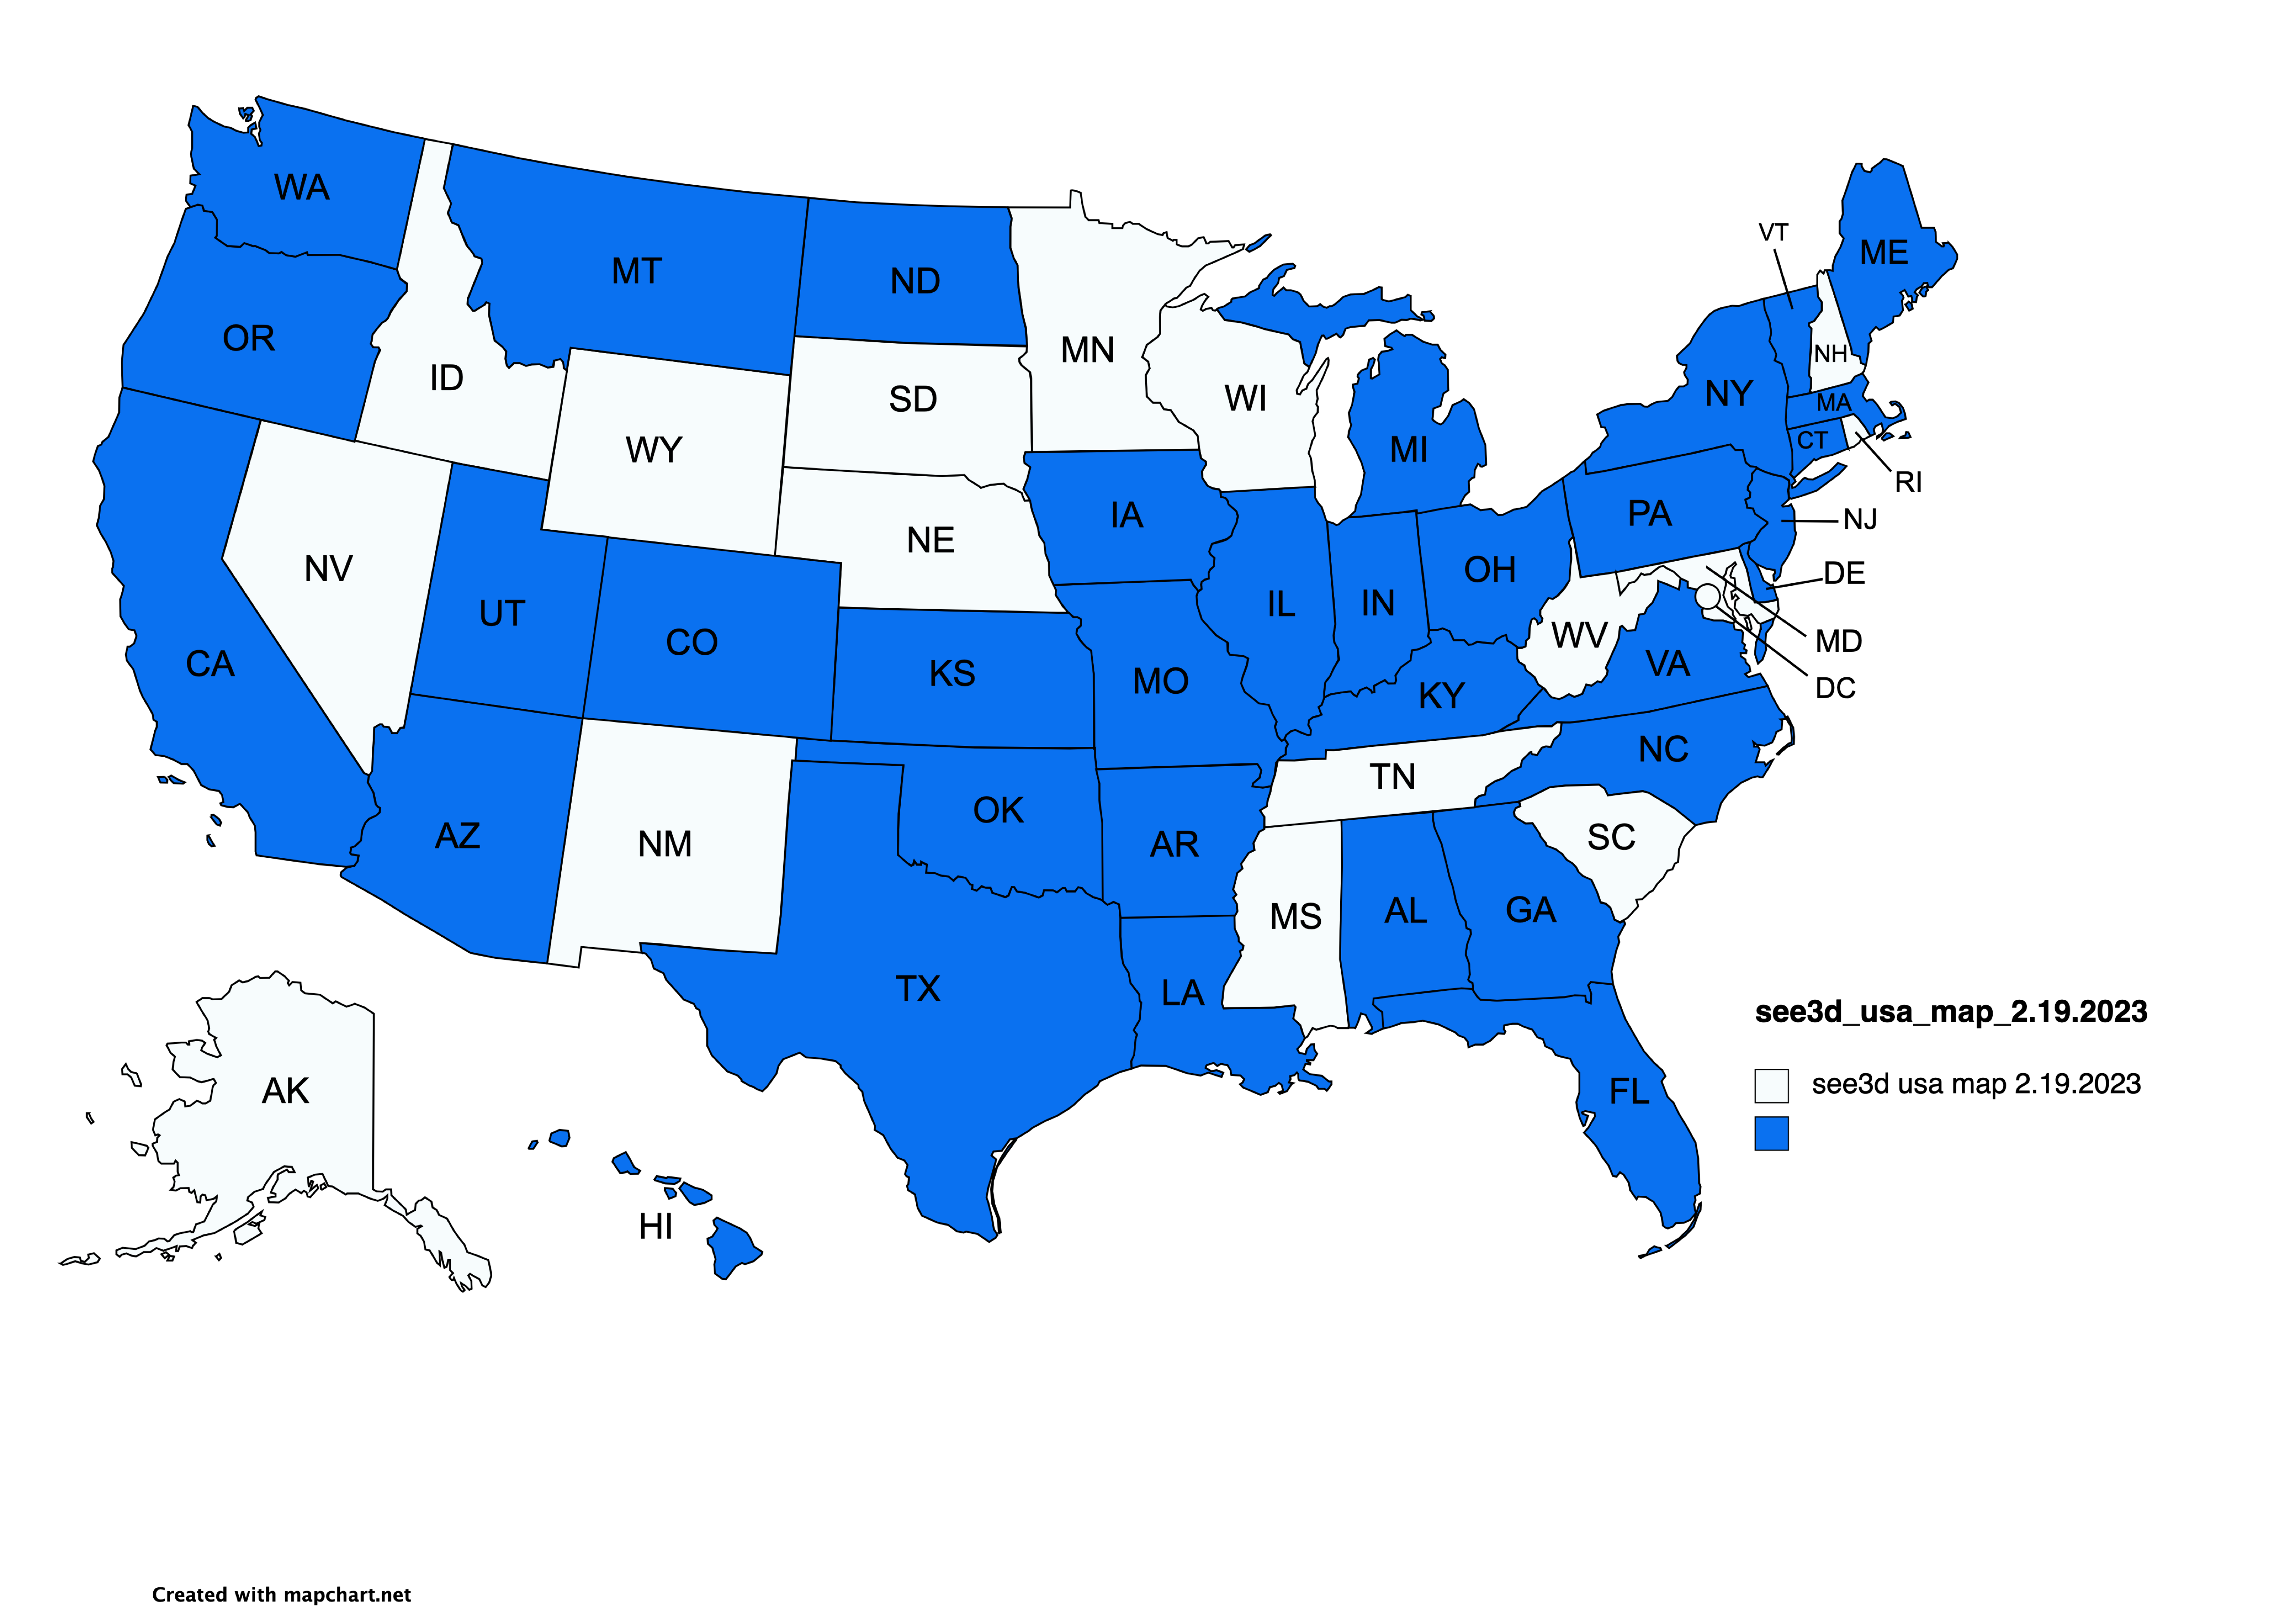 WA
VT
ME
MT
ND
OR
MN
NH
ID
NY
SD
WI
MA
WY
MI
CT
RI
IA
PA
NJ
NE
NV
OH
DE
IL
IN
UT
WV
MD
CO
CA
VA
KS
MO
DC
KY
NC
TN
OK
SC
AZ
NM
AR
AL
GA
MS
TX
LA
see3d_usa_map_2.19.2023
see3d usa map 2.19.2023
AK
FL
HI
Created with mapchart.net